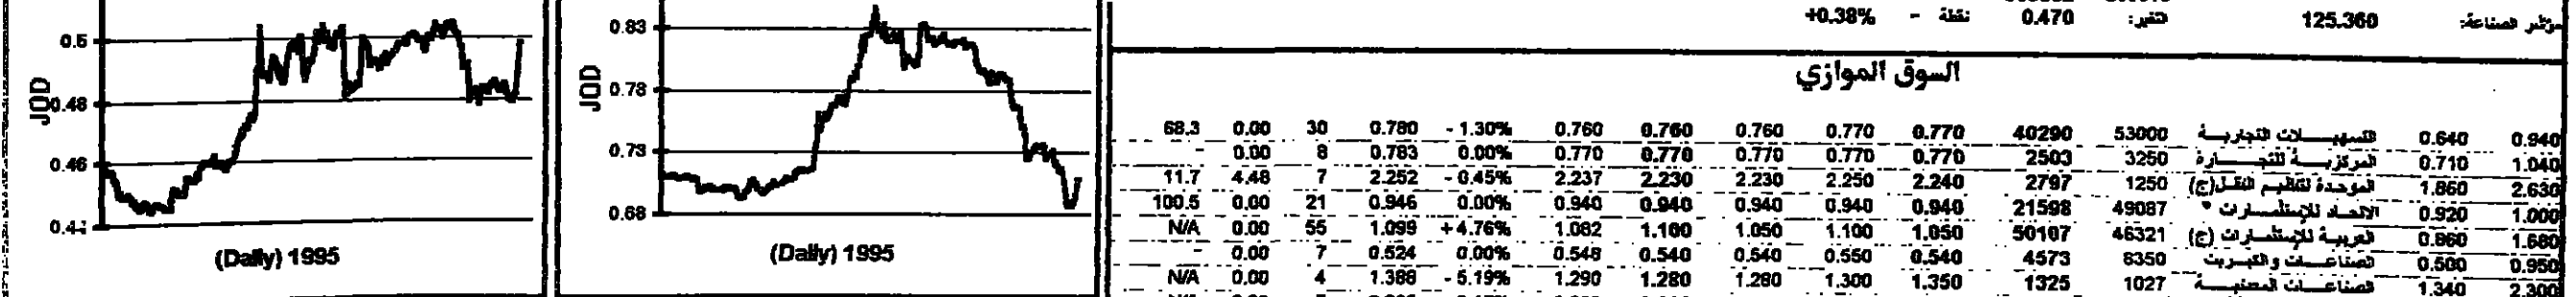 0.5
0.48
0.46
JOD
(Daily) 1995
0.83
0.78
0.73
0.68
JOD
(Daily) 1995
مؤشر الصناعة: 125.360 التغير: 0.470 نقطة - +0.38%
السوق الموازي
0.940 0.640 التسهيلات التجارية 53000 40290 0.770 0.770 0.760 0.760 0.760 - 1.30% 0.780 30 0.00 68.3
1.040 0.710 المركزية للتجارة 3250 2503 0.770 0.770 0.770 0.770 0.770 0.00% 0.783 8 0.00 -
2.630 1.860 الموحدة لتنظيم النقل(ج) 1250 2797 2.240 2.250 2.230 2.230 2.237 - 0.45% 2.252 7 4.48 11.7
1.000 0.920 الاتحاد للإستثمارات * 49087 21598 0.940 0.940 0.940 0.940 0.940 0.00% 0.946 21 0.00 100.5
1.680 0.860 العربية للإستثمارات (ج) 46321 50107 1.050 1.100 1.050 1.100 1.082 +4.76% 1.099 55 0.00 N/A
0.950 0.500 الصناعات والكبريت 8350 4573 0.540 0.550 0.540 0.540 0.548 0.00% 0.524 7 0.00 -
2.300 1.340 الصناعات 1027 1325 1.350 1.300 1.280 1.280 1.290 - 5.19% 1.388 4 0.00 N/A